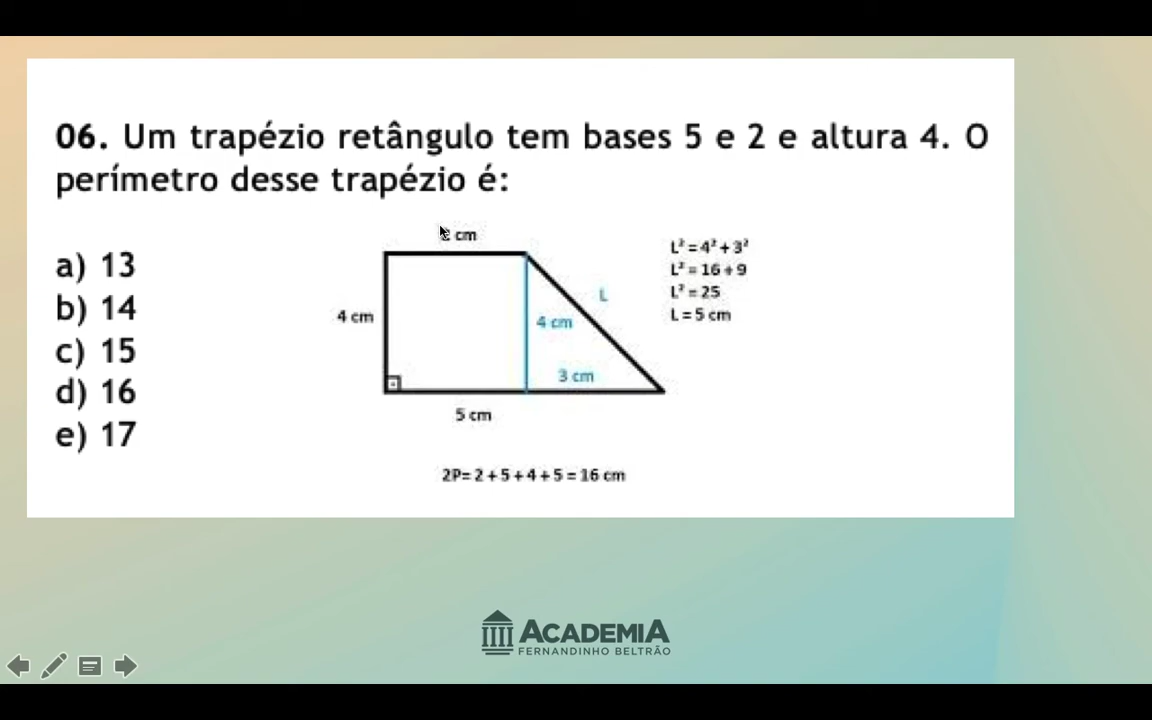 06. Um trapézio retângulo tem bases 5 e 2 e altura 4. O
perímetro desse trapézio é:
a) 13
b) 14
c) 15
d) 16
e) 17
cm
4 cm
4 cm
L
3 cm
5 cm
L² = 4² + 3²
L² = 16 + 9
L² = 25
L = 5 cm
2P= 2 + 5 + 4 + 5 = 16 cm
ACADEMIA
FERNANDINHO BELTRÃO